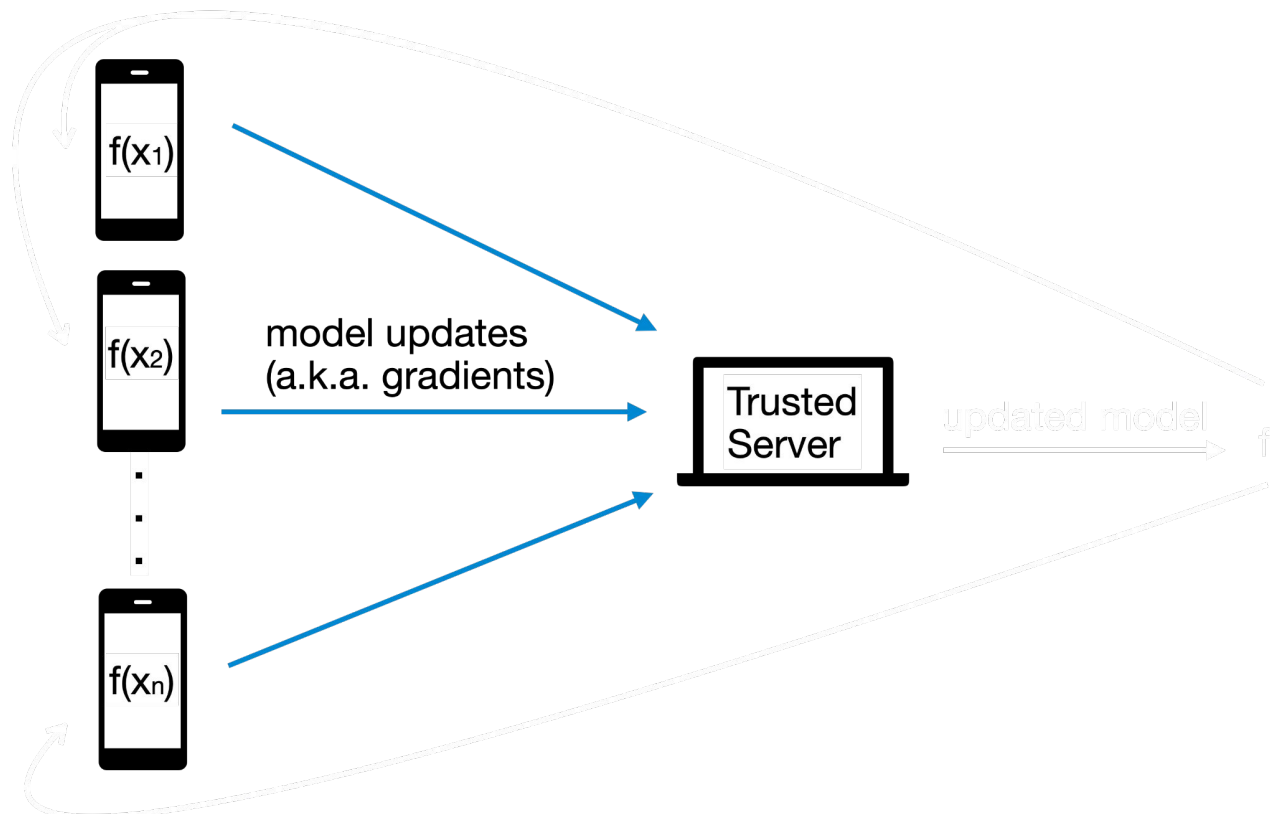 f(x₁)
f(x₂)
model updates
(a.k.a. gradients)
Trusted
Server
updated model
f
f(xₙ)